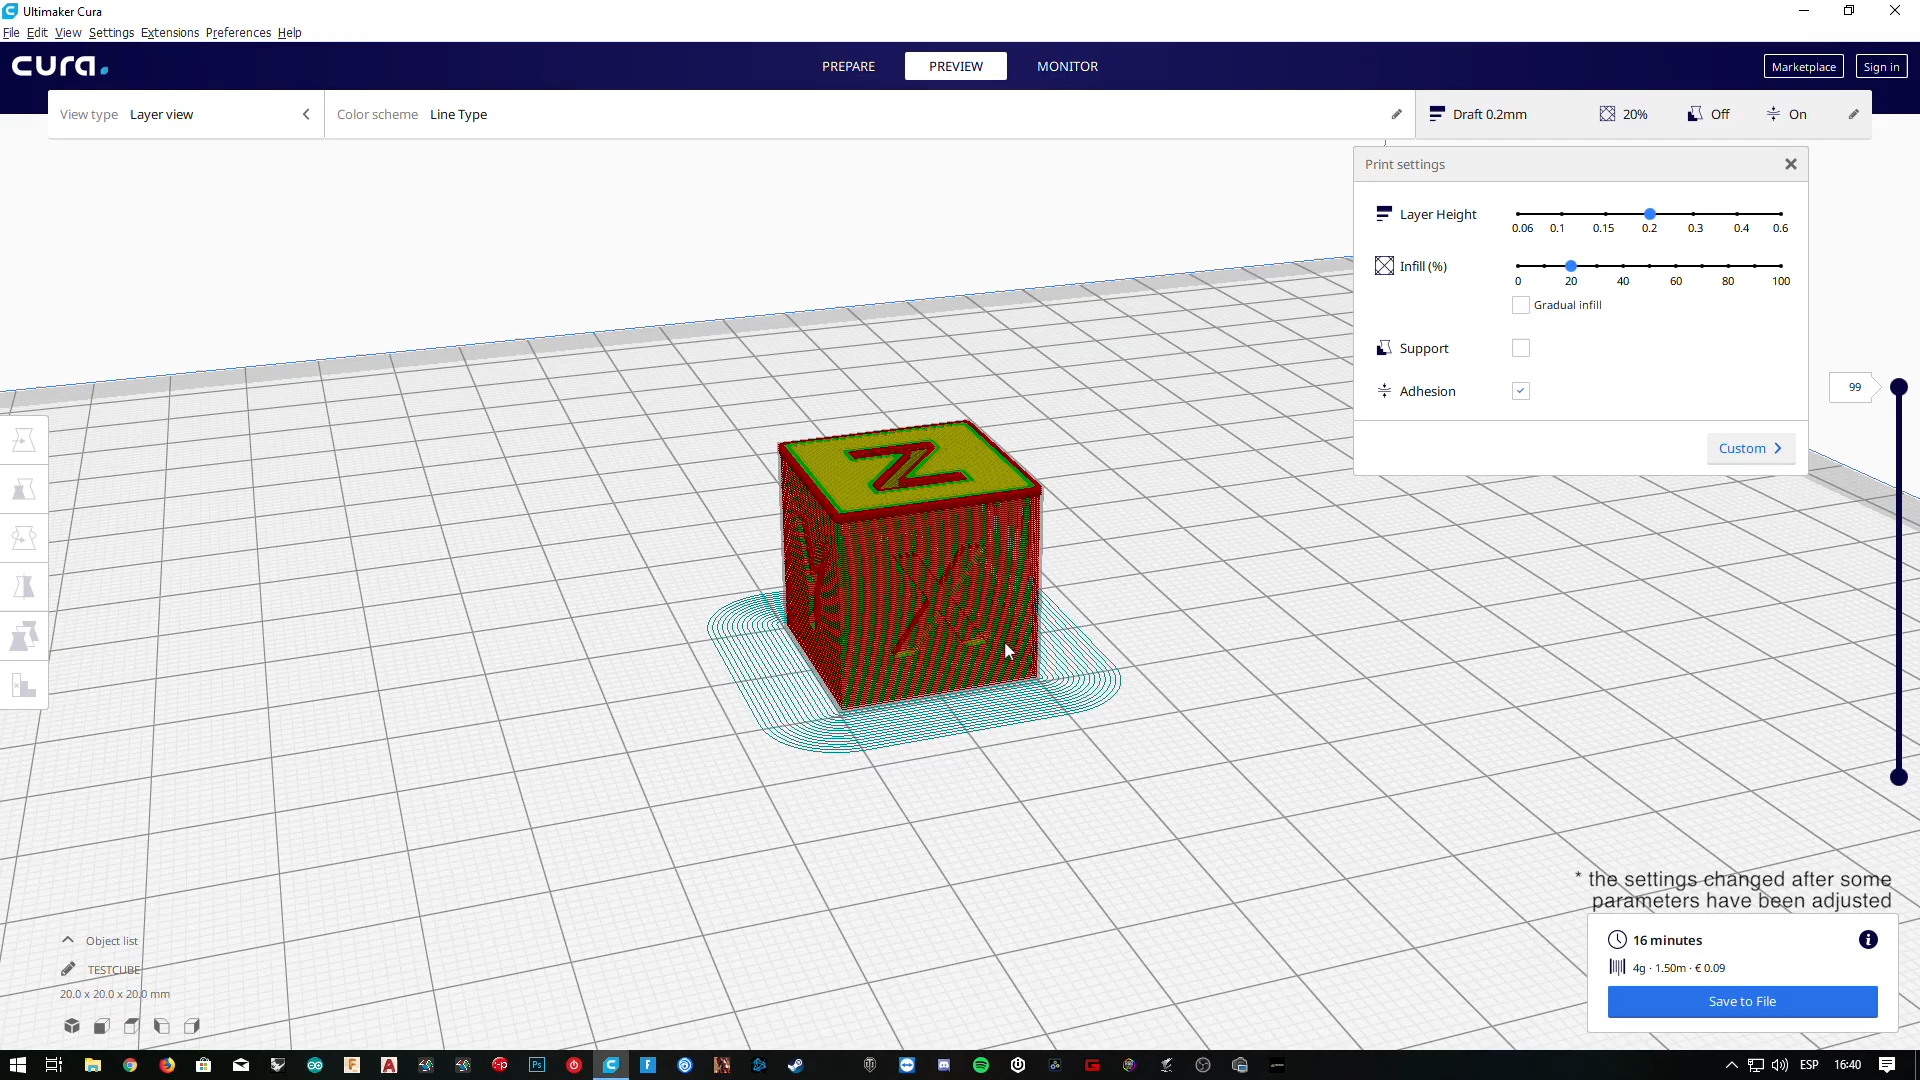 Ultimaker Cura
File Edit View Settings Extensions Preferences Help
cura.
PREPARE PREVIEW MONITOR
Marketplace Sign in
View type Layer view
Color scheme Line Type
Draft 0.2mm 20% Off On
Print settings
Layer Height
0.06 0.1 0.15 0.2 0.3 0.4 0.6
Infill (%)
0 20 40 60 80 100
Gradual infill
Support
Adhesion
Custom
99
Z
X
* the settings changed after some
parameters have been adjusted
16 minutes
4g · 1.50m · € 0.09
Save to File
Object list
TESTCUBE
20.0 x 20.0 x 20.0 mm
ESP 16:40